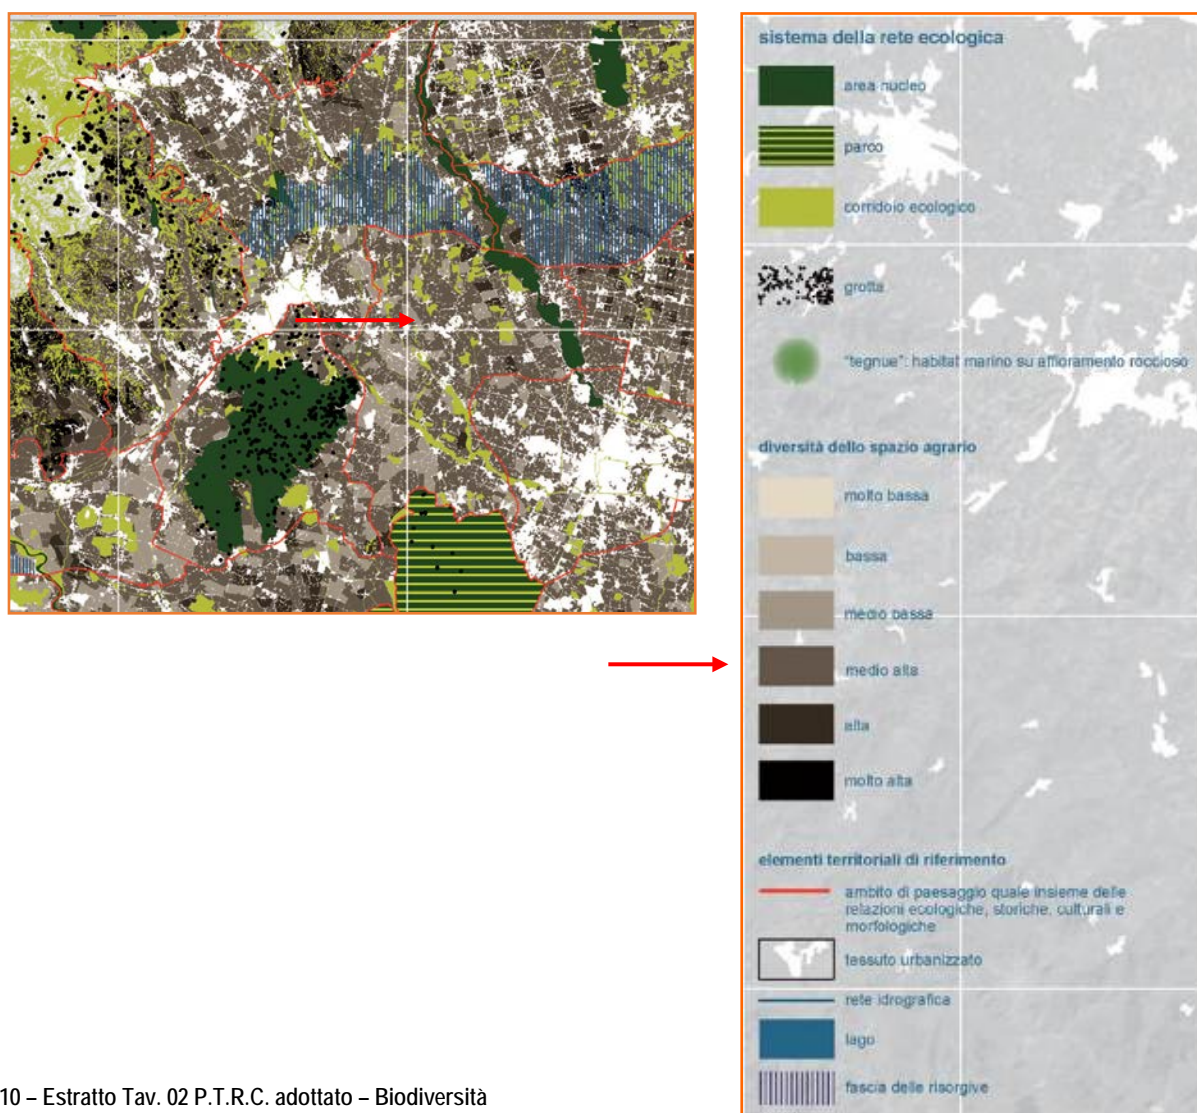 sistema della rete ecologica
area nucleo
parco
corridoio ecologico
grotta
"tegnue": habitat marino su affioramento roccioso
diversità dello spazio agrario
molto bassa
bassa
medio bassa
medio alta
alta
molto alta
elementi territoriali di riferimento
ambito di paesaggio quale insieme delle
relazioni ecologiche, storiche, culturali e
morfologiche
tessuto urbanizzato
rete idrografica
lago
fascia delle risorgive
10 – Estratto Tav. 02 P.T.R.C. adottato – Biodiversità